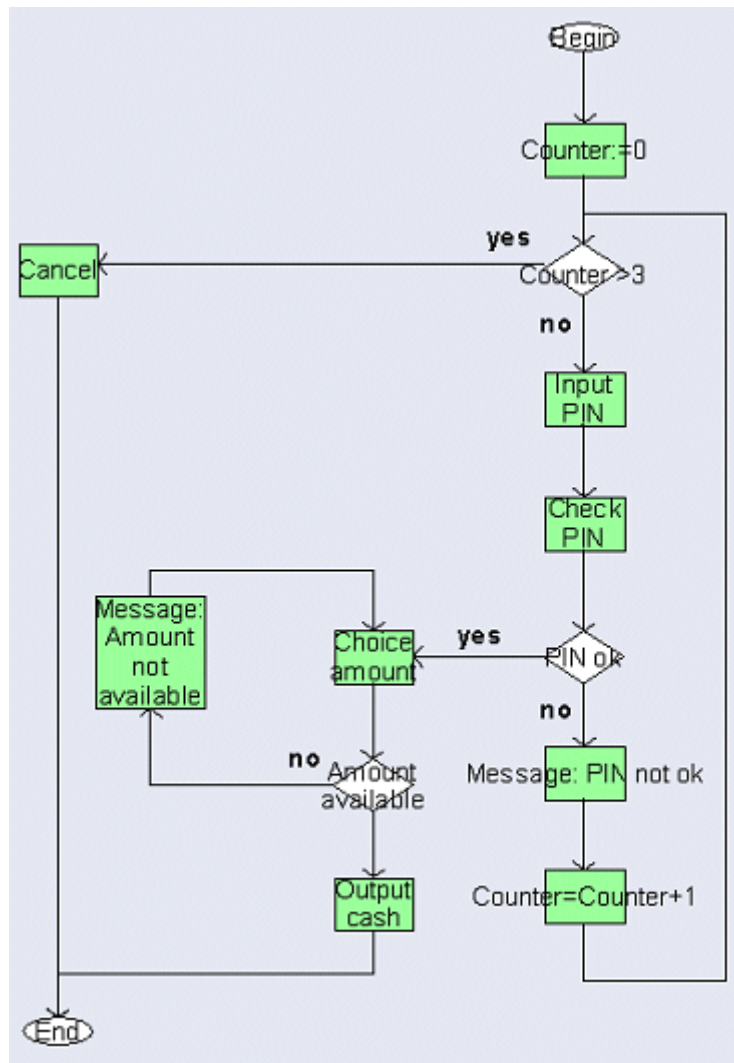 Begin
Counter:=0
yes
Cancel
Counter >3
no
Input
PIN
Check
PIN
Message:
Amount
not
available
Choice
amount
yes
PIN ok
no
no
Amount
available
Message: PIN not ok
Output
cash
Counter=Counter+1
End